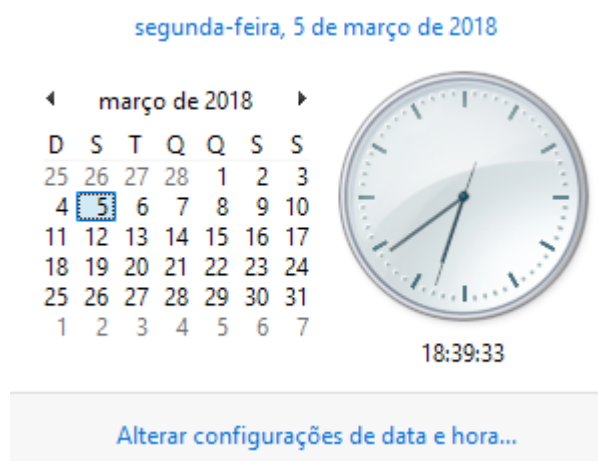 segunda-feira, 5 de março de 2018
março de 2018
D S T Q Q S S
25 26 27 28 1 2 3
4 5 6 7 8 9 10
11 12 13 14 15 16 17
18 19 20 21 22 23 24
25 26 27 28 29 30 31
1 2 3 4 5 6 7
18:39:33
Alterar configurações de data e hora...